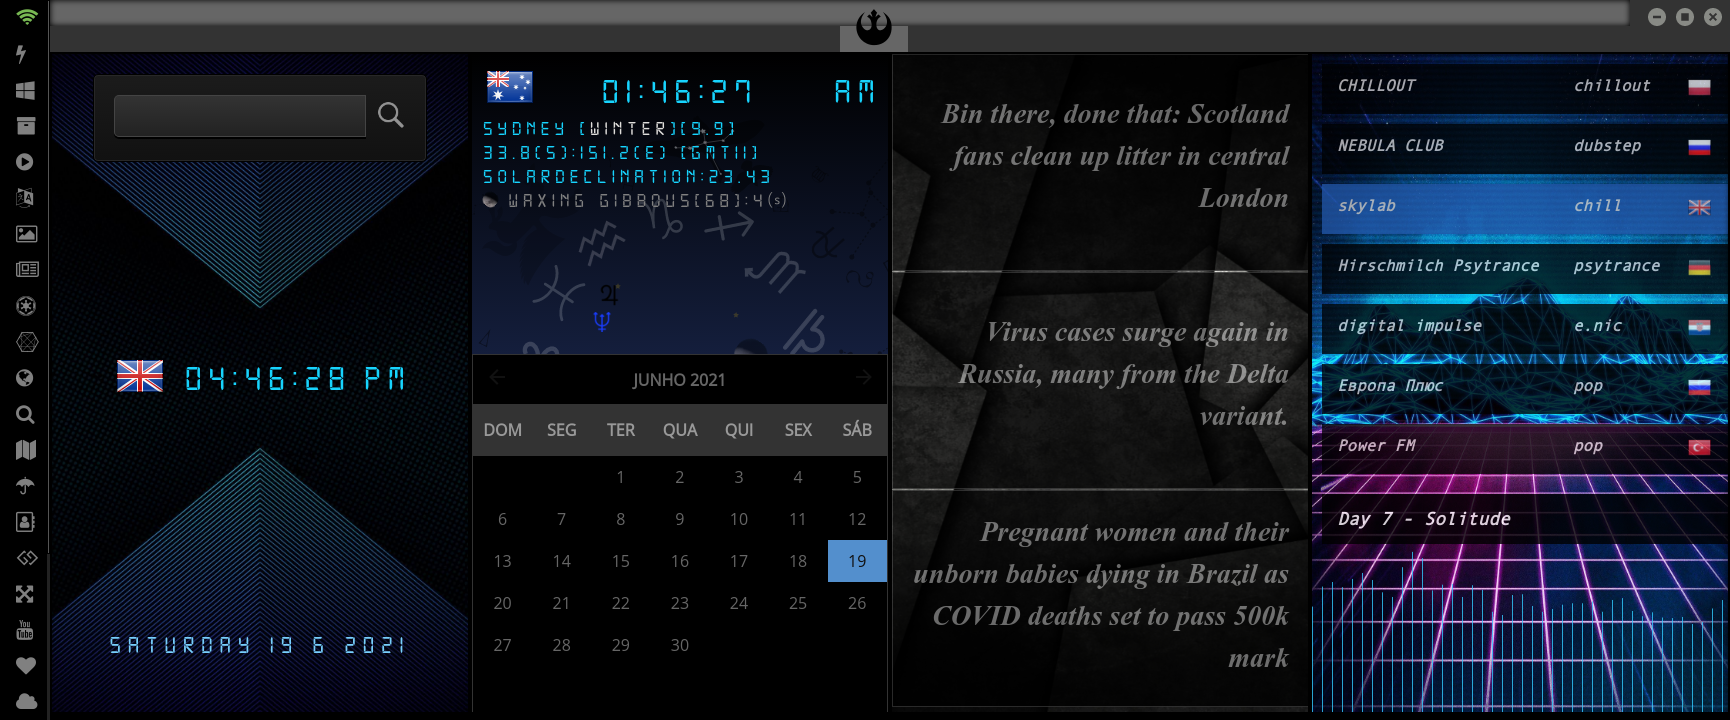 04:46:28 PM
SATURDAY 19 6 2021
01:46:27 AM
SYDNEY (WINTER)(9.9)
33.8(S):151.2(E) (GMT11)
SOLARDECLINATION:23.43
WAXING GIBBOUS(68):4(s)
JUNHO 2021
DOM SEG TER QUA QUI SEX SÁB
1 2 3 4 5
6 7 8 9 10 11 12
13 14 15 16 17 18 19
20 21 22 23 24 25 26
27 28 29 30
Bin there, done that: Scotland
fans clean up litter in central
London
Virus cases surge again in
Russia, many from the Delta
variant.
Pregnant women and their
unborn babies dying in Brazil as
COVID deaths set to pass 500k
mark
CHILLOUT chillout
NEBULA CLUB dubstep
skylab chill
Hirschmilch Psytrance psytrance
digital impulse e.nic
Европа Плюс pop
Power FM pop
Day 7 - Solitude
You
Tube